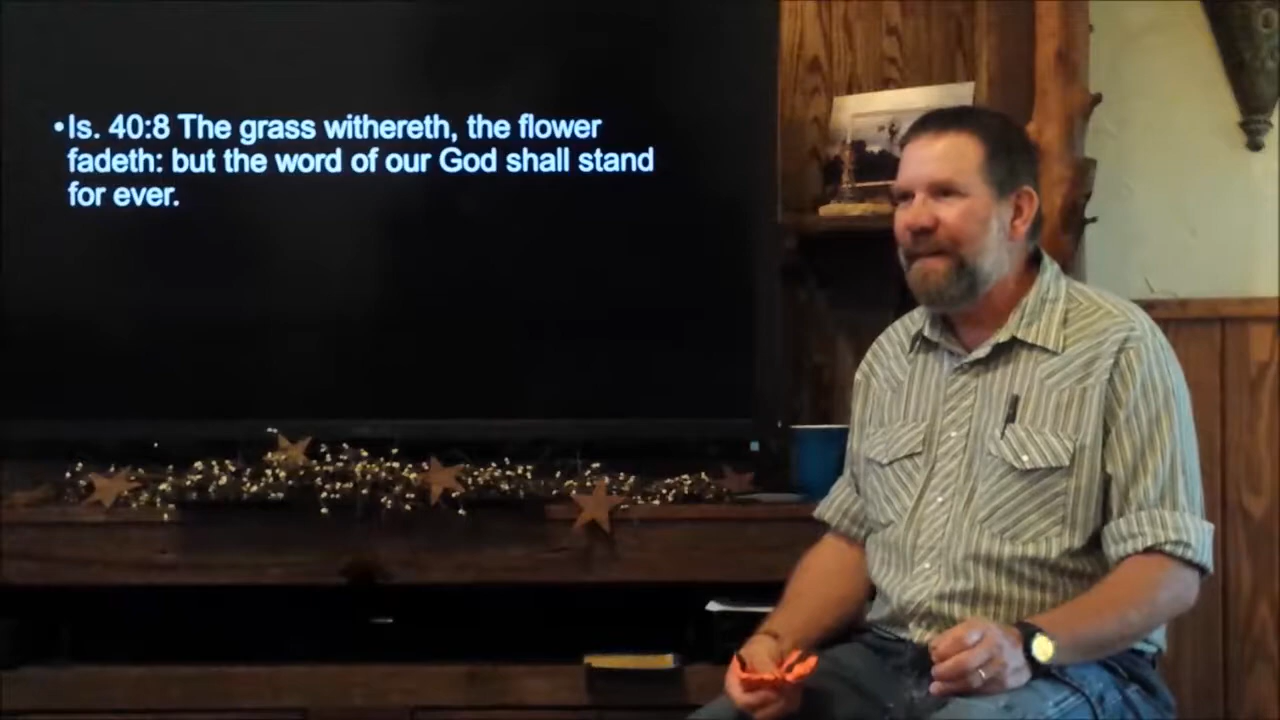 •Is. 40:8 The grass withereth, the flower
fadeth: but the word of our God shall stand
for ever.